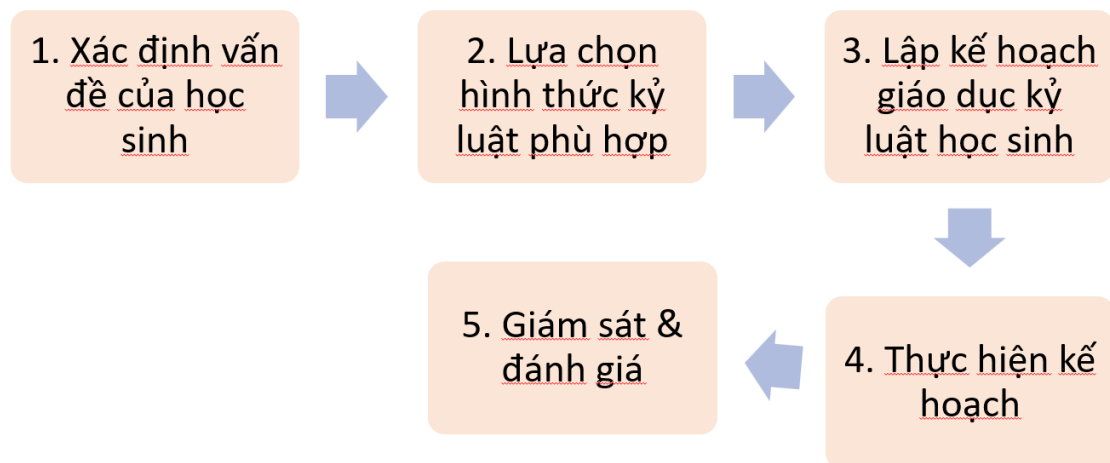 1. Xác định vấn
đề của học
sinh
2. Lựa chọn
hình thức kỷ
luật phù hợp
3. Lập kế hoạch
giáo dục kỷ
luật học sinh
4. Thực hiện kế
hoạch
5. Giám sát &
đánh giá